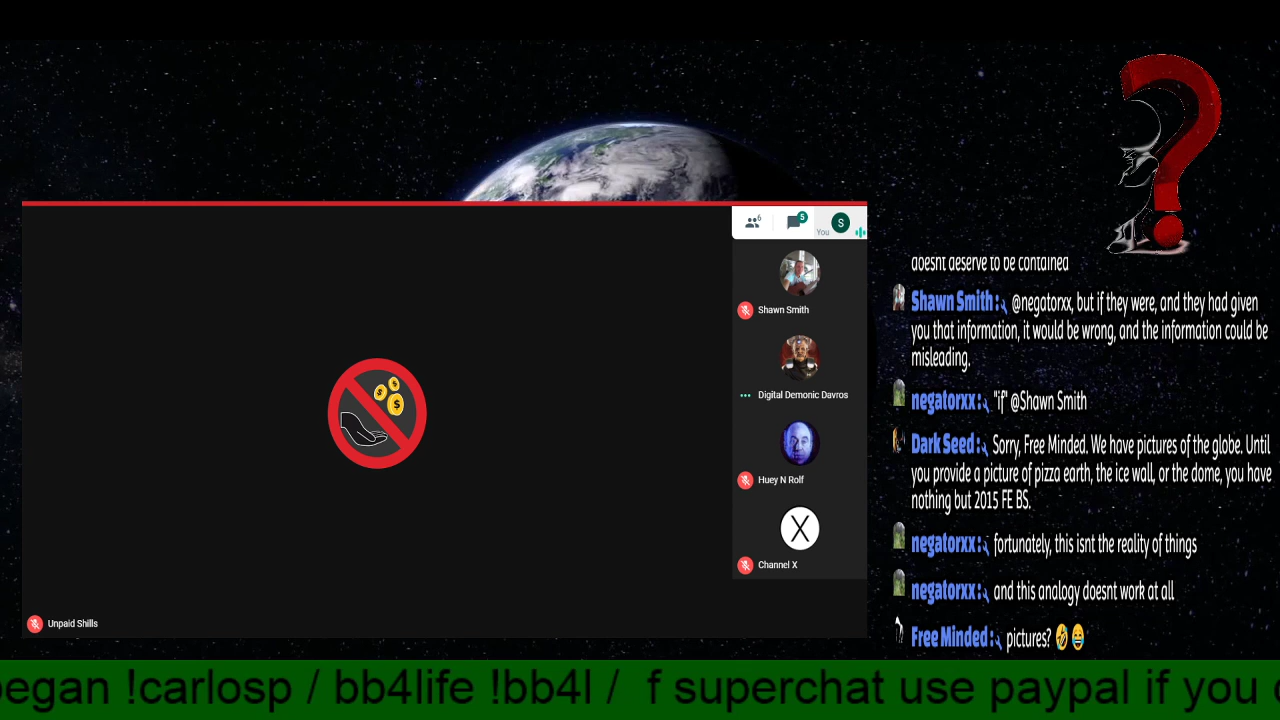 6
5
You
S
Shawn Smith
Digital Demonic Davros
Huey N Rolf
X
Channel X
Unpaid Shills
doesnt deserve to be contained
Shawn Smith: @negatorxx, but if they were, and they had given
you that information, it would be wrong, and the information could be
misleading.
negatorxx: "if" @Shawn Smith
Dark Seed: Sorry, Free Minded. We have pictures of the globe. Until
you provide a picture of pizza earth, the ice wall, or the dome, you have
nothing but 2015 FE BS.
negatorxx: fortunately, this isnt the reality of things
negatorxx: and this analogy doesnt work at all
Free Minded: pictures? 🤣😂
egan !carlosp / bb4life !bb4l / f superchat use paypal if you